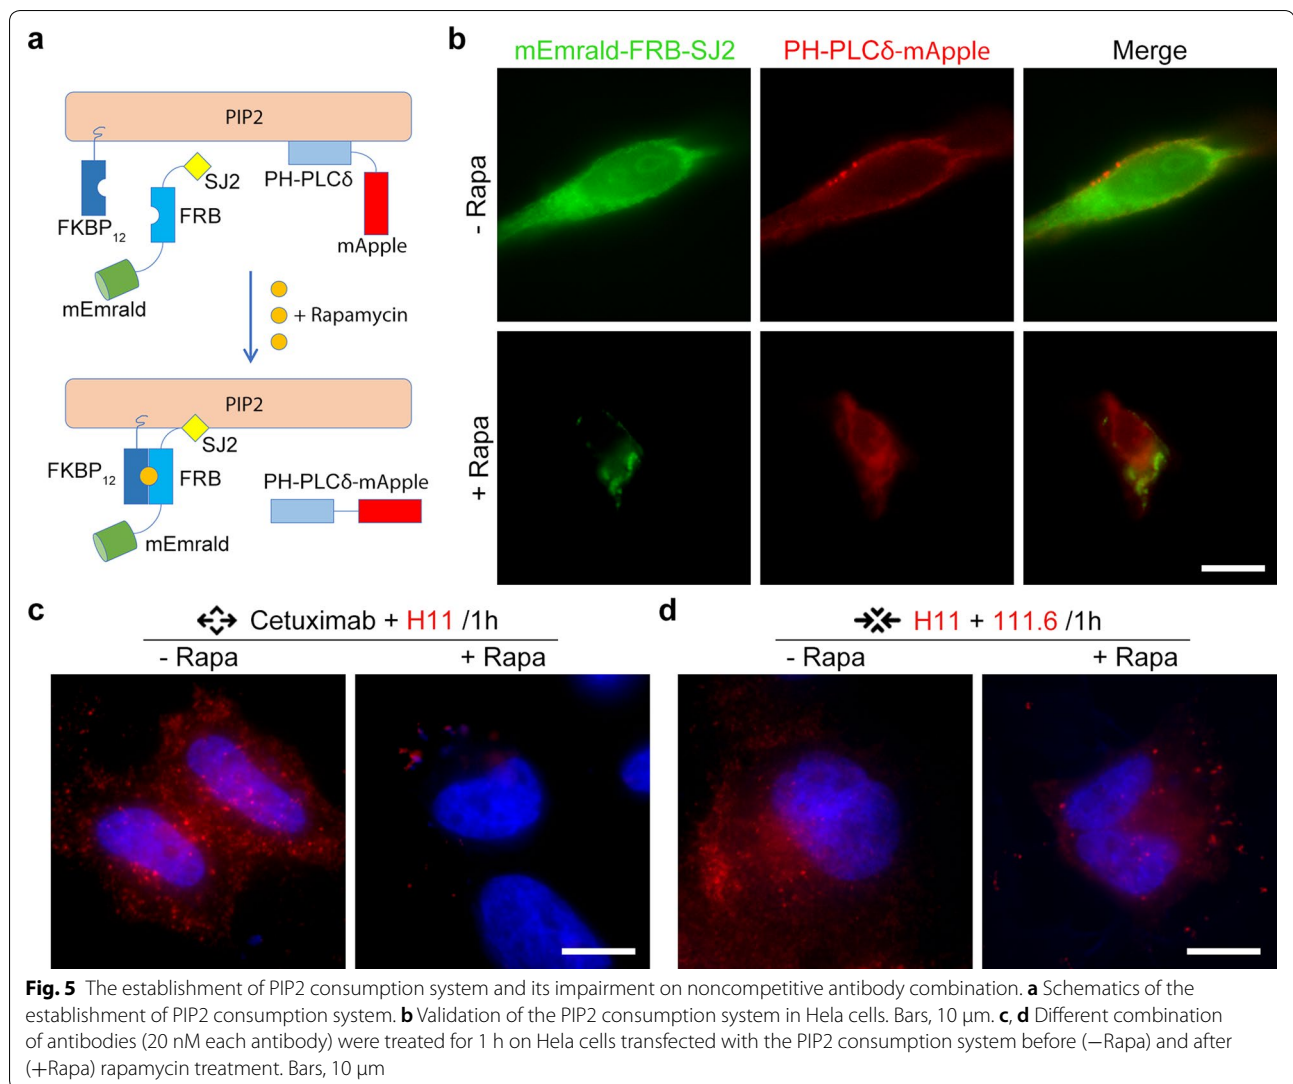 a
PIP2
FKBP12
SJ2
FRB
mEmrald
PH-PLCδ
mApple
+ Rapamycin
PIP2
SJ2
FKBP12
FRB
mEmrald
PH-PLCδ-mApple
b
mEmrald-FRB-SJ2
PH-PLCδ-mApple
Merge
- Rapa
+ Rapa
c
Cetuximab + H11 /1h
- Rapa
+ Rapa
d
H11 + 111.6 /1h
- Rapa
+ Rapa
Fig. 5 The establishment of PIP2 consumption system and its impairment on noncompetitive antibody combination. a Schematics of the
establishment of PIP2 consumption system. b Validation of the PIP2 consumption system in Hela cells. Bars, 10 μm. c, d Different combination
of antibodies (20 nM each antibody) were treated for 1 h on Hela cells transfected with the PIP2 consumption system before (−Rapa) and after
(+Rapa) rapamycin treatment. Bars, 10 μm